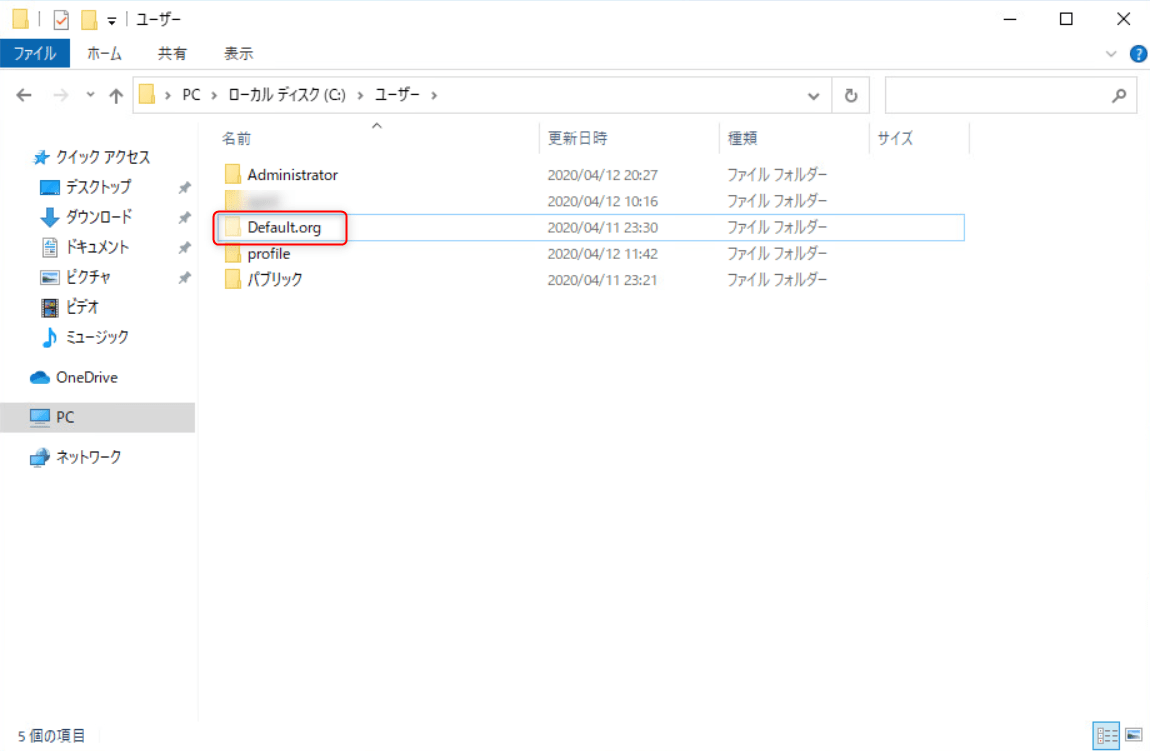 ユーザー
ファイル ホーム 共有 表示
PC ローカル ディスク (C:) ユーザー
名前 更新日時 種類 サイズ
クイック アクセス
デスクトップ
ダウンロード
ドキュメント
ピクチャ
ビデオ
ミュージック
OneDrive
PC
ネットワーク
Administrator 2020/04/12 20:27 ファイル フォルダー
2020/04/12 10:16 ファイル フォルダー
Default.org 2020/04/11 23:30 ファイル フォルダー
profile 2020/04/12 11:42 ファイル フォルダー
パブリック 2020/04/11 23:21 ファイル フォルダー
5 個の項目